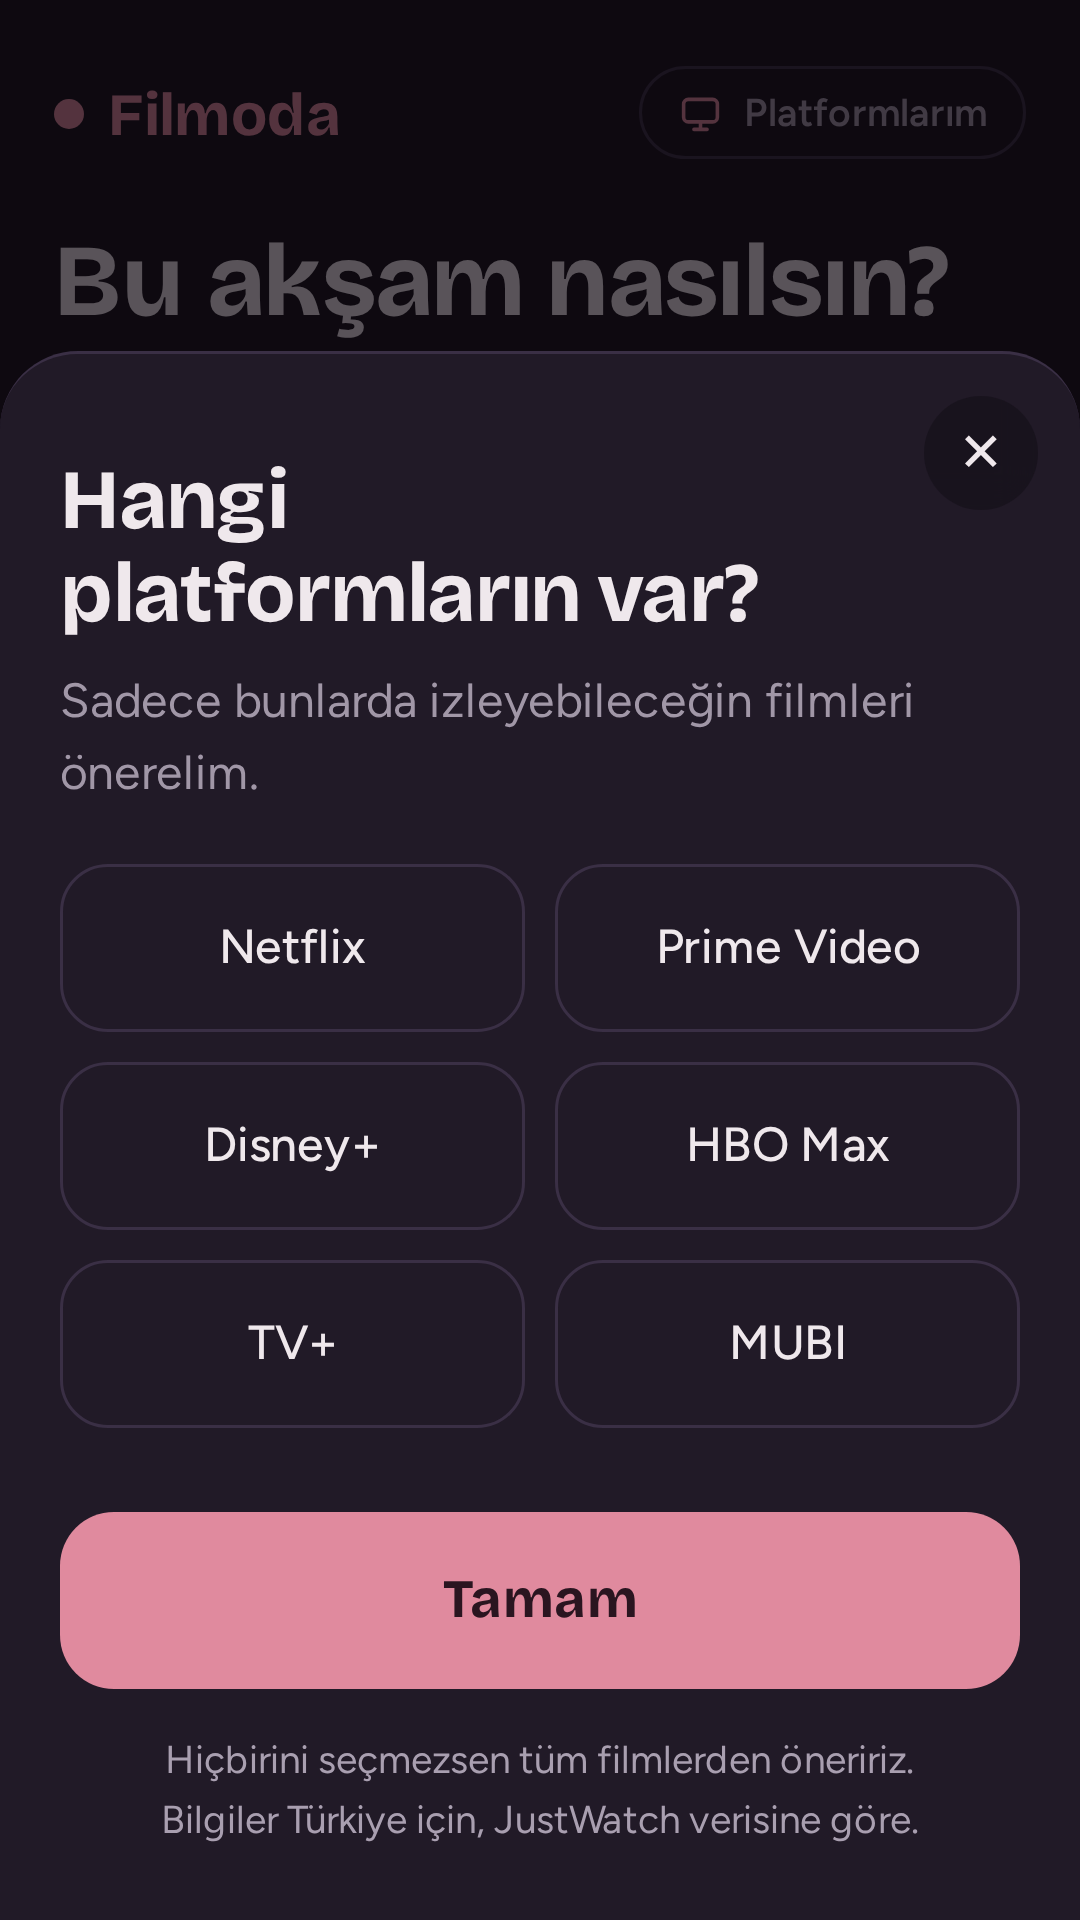 Filmoda
Platformlarım
Bu akşam nasılsın?
Hangi
platformların var?
Sadece bunlarda izleyebileceğin filmleri
önerelim.
Netflix
Prime Video
Disney+
HBO Max
TV+
MUBI
Tamam
Hiçbirini seçmezsen tüm filmlerden öneririz.
Bilgiler Türkiye için, JustWatch verisine göre.